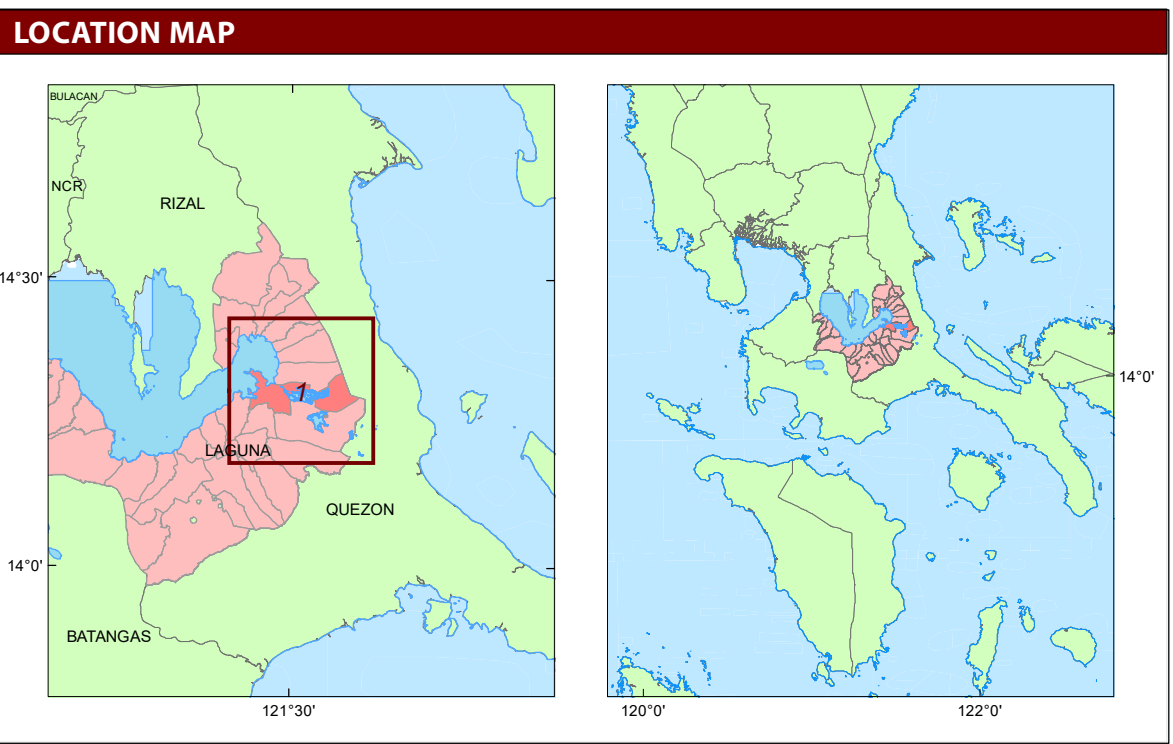 LOCATION MAP
BULACAN
NCR
RIZAL
14°30'
1
LAGUNA
QUEZON
14°0'
BATANGAS
121°30'
14°0'
120°0'
122°0'